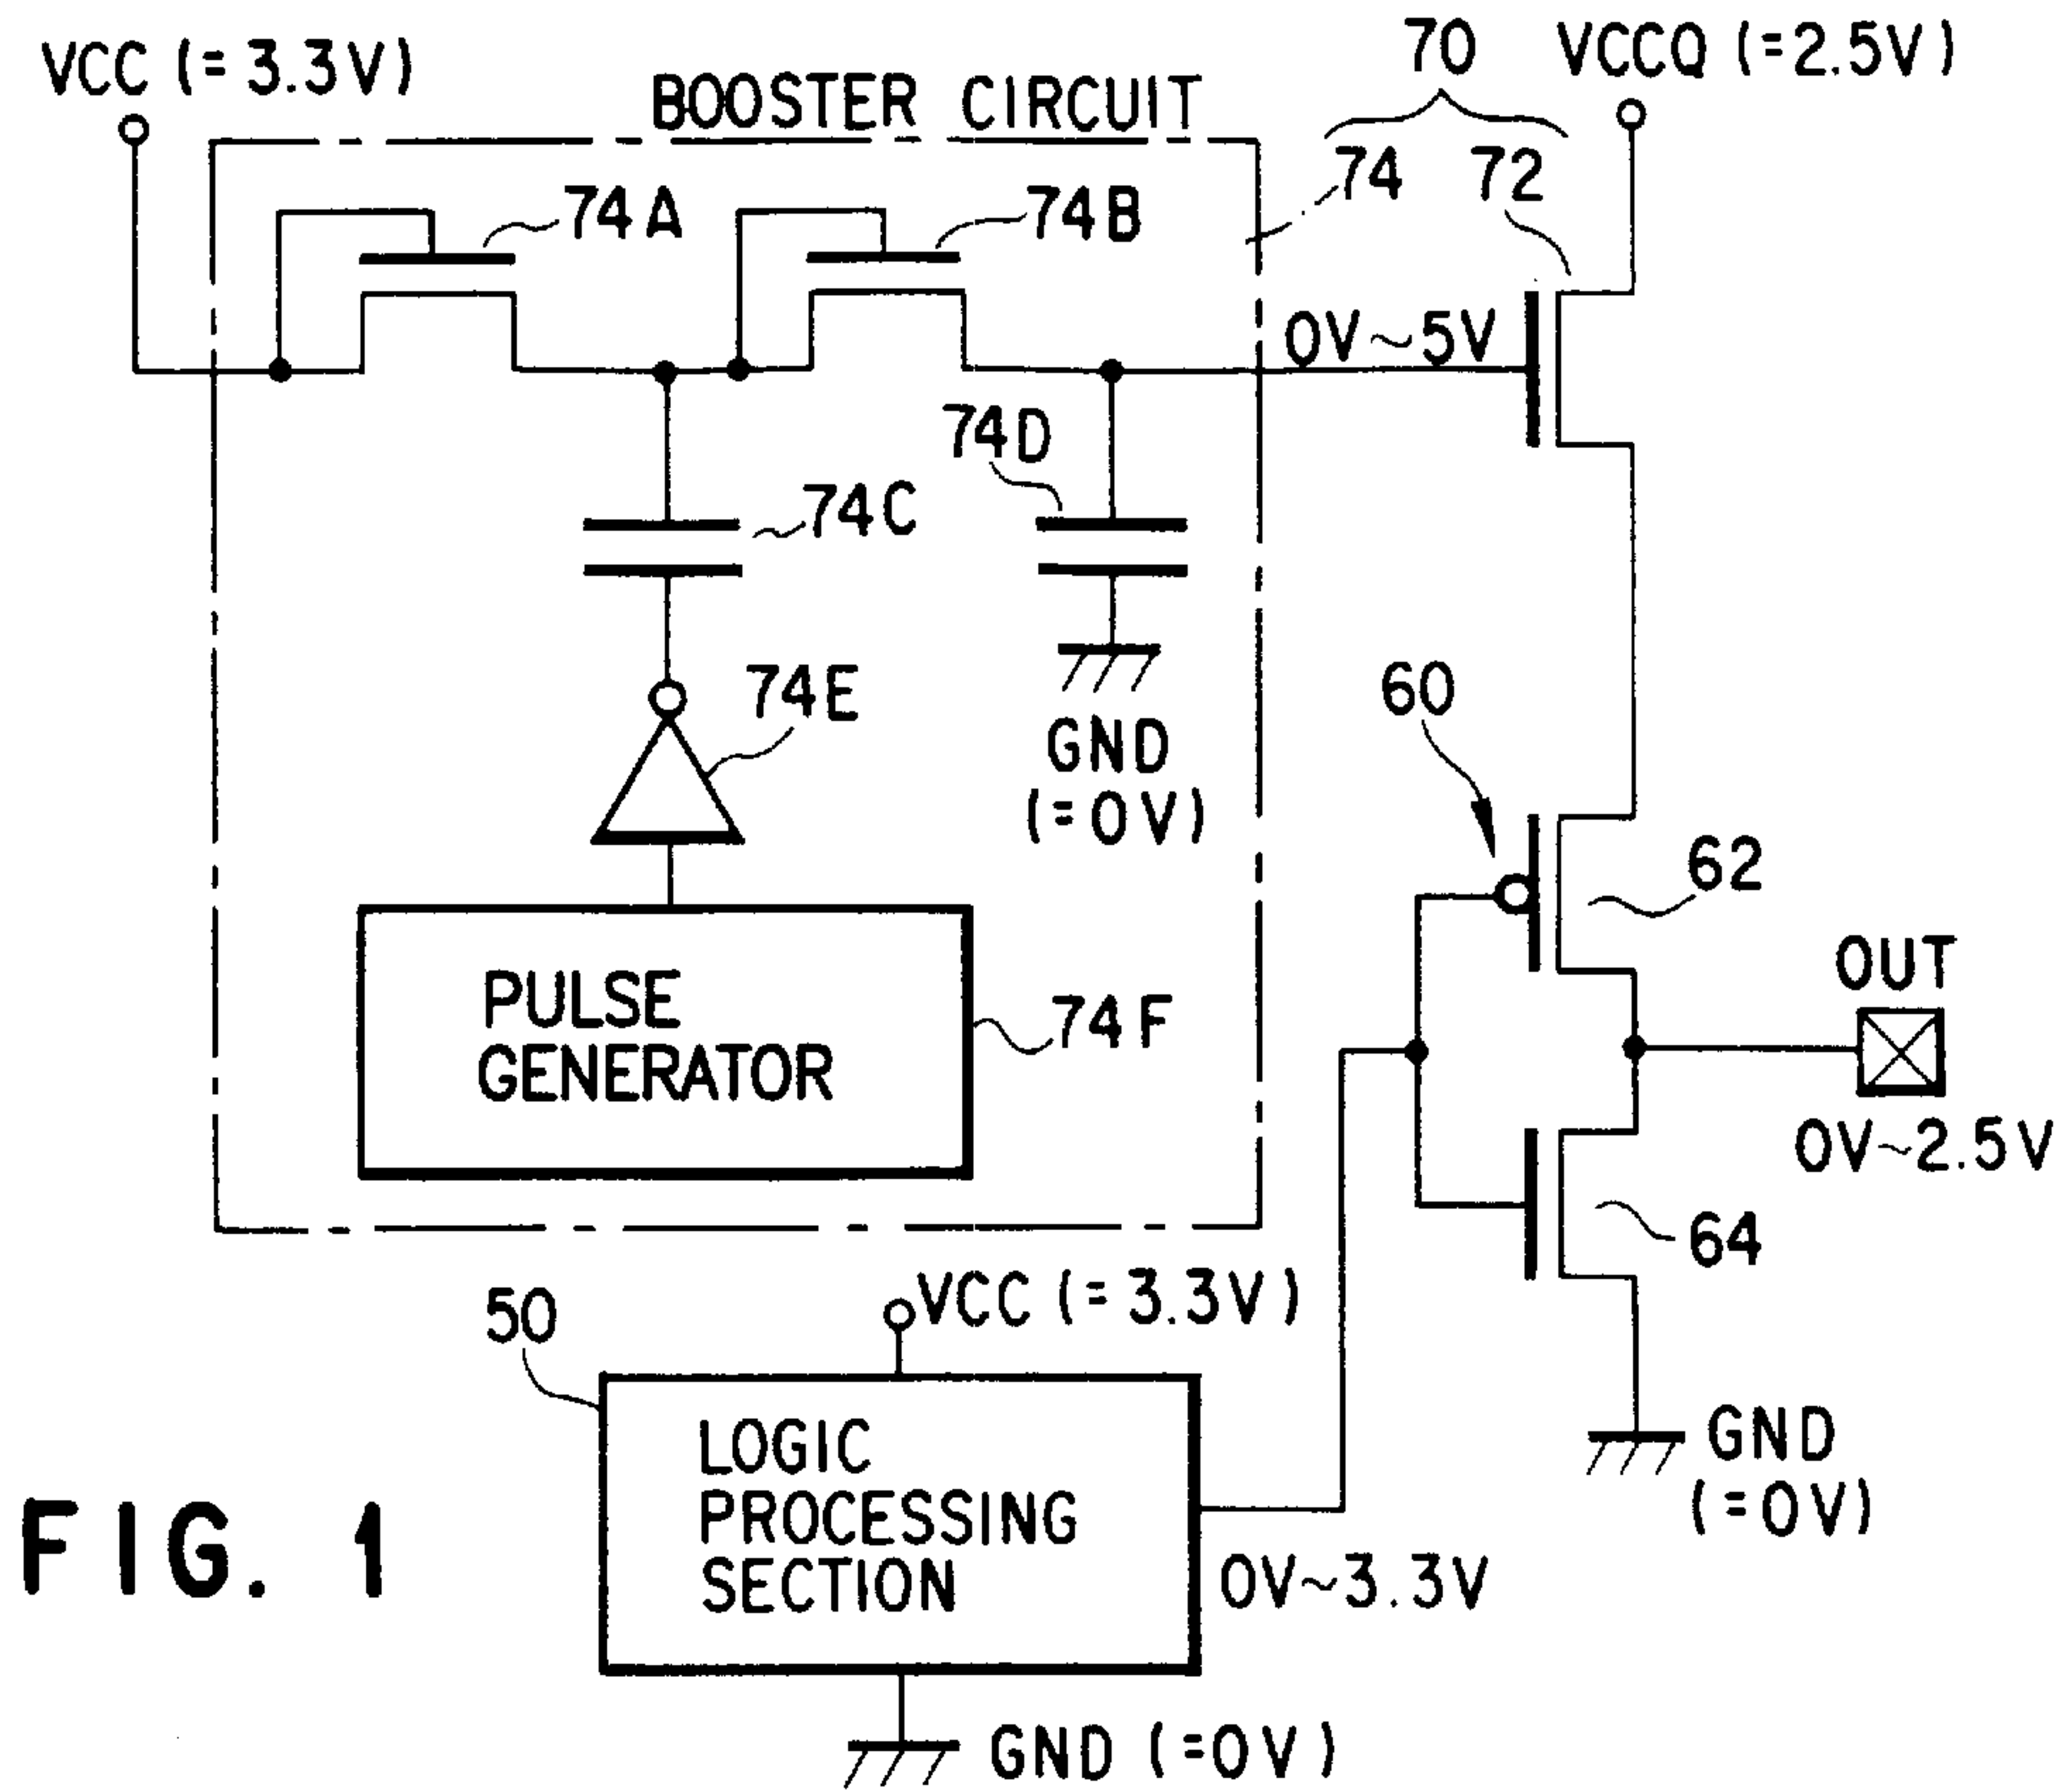 VCC (=3.3V)
70
VCCQ (=2.5V)
BOOSTER CIRCUIT
74
72
74A
74B
0V~5V
74D
74C
74E
GND
(=0V)
60
62
PULSE
GENERATOR
74F
OUT
0V~2.5V
64
50
VCC (=3.3V)
LOGIC
PROCESSING
SECTION
0V~3.3V
GND
(=0V)
GND (=0V)
FIG. 1